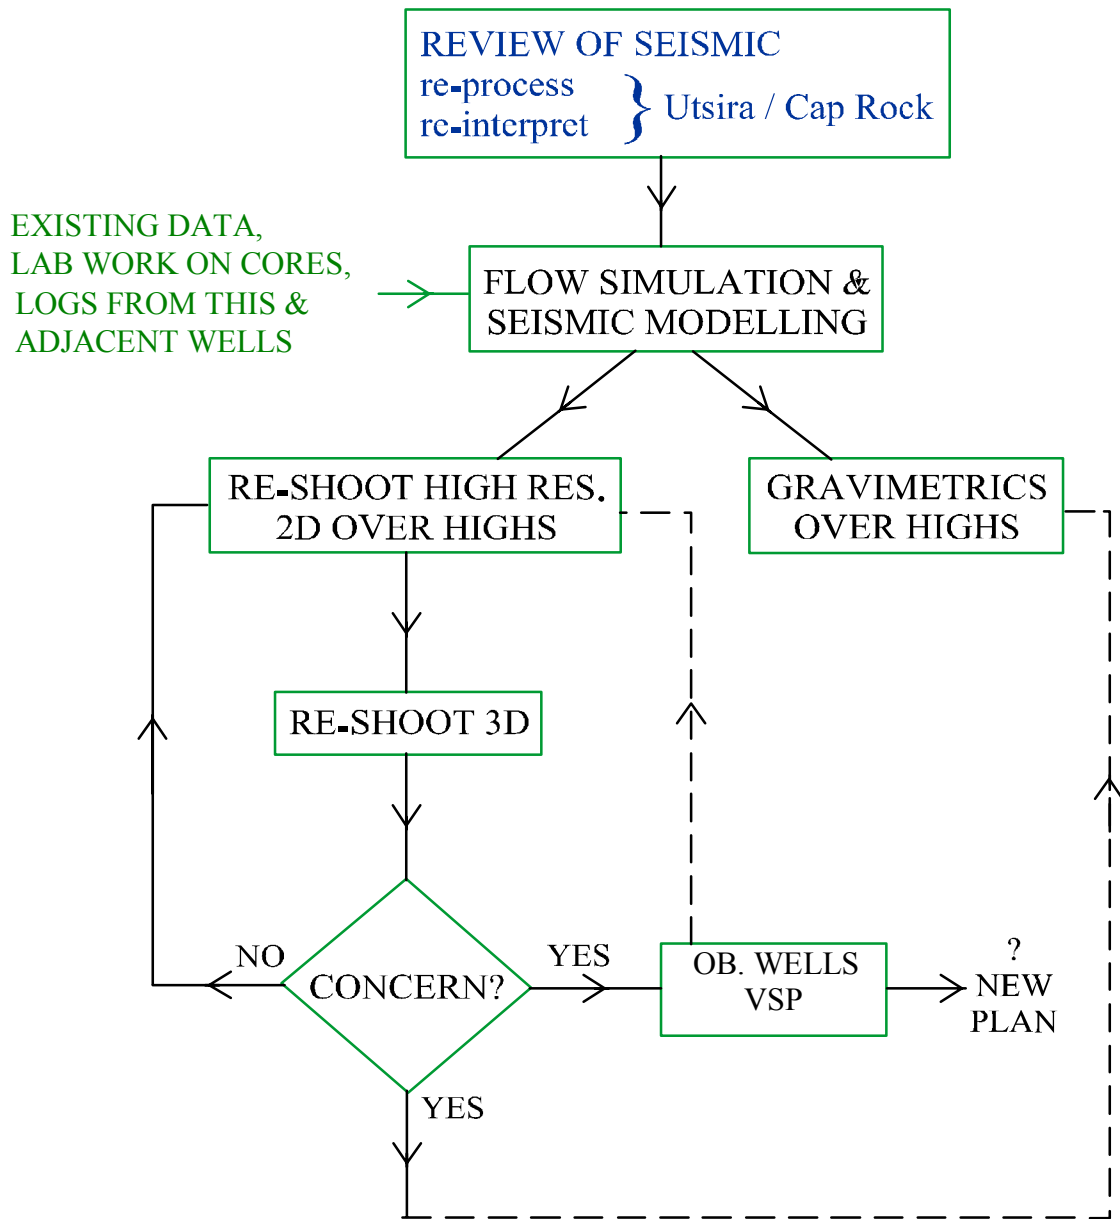 REVIEW OF SEISMIC
re-process
re-interpret
} Utsira / Cap Rock
EXISTING DATA,
LAB WORK ON CORES,
LOGS FROM THIS &
ADJACENT WELLS
FLOW SIMULATION &
SEISMIC MODELLING
RE-SHOOT HIGH RES.
2D OVER HIGHS
GRAVIMETRICS
OVER HIGHS
RE-SHOOT 3D
NO
CONCERN?
YES
OB. WELLS
VSP
?
NEW
PLAN
YES